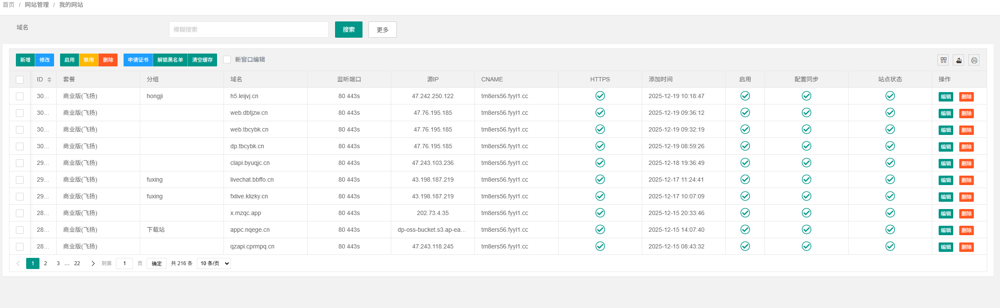 首页 / 网站管理 / 我的网站
域名 模糊搜索 搜索 更多
新增 修改 启用 禁用 删除 申请证书 解锁黑名单 清空缓存 新窗口编辑
ID 套餐 分组 域名 监听端口 源IP CNAME HTTPS 添加时间 启用 配置同步 站点状态 操作
30... 商业版(飞扬) hongji h5.leijvj.cn 80 443s 47.242.250.122 tm8ers56.fyyl1.cc 2025-12-19 10:18:47 编辑 删除
30... 商业版(飞扬) web.dbtjzw.cn 80 443s 47.76.195.185 tm8ers56.fyyl1.cc 2025-12-19 09:36:12 编辑 删除
30... 商业版(飞扬) web.tbcybk.cn 80 443s 47.76.195.185 tm8ers56.fyyl1.cc 2025-12-19 09:32:19 编辑 删除
30... 商业版(飞扬) dp.tbcybk.cn 80 443s 47.76.195.185 tm8ers56.fyyl1.cc 2025-12-19 08:59:26 编辑 删除
29... 商业版(飞扬) clapi.byuqjc.cn 80 443s 47.243.103.236 tm8ers56.fyyl1.cc 2025-12-18 19:36:49 编辑 删除
29... 商业版(飞扬) fuxing livechat.bbffo.cn 80 443s 43.198.187.219 tm8ers56.fyyl1.cc 2025-12-17 11:24:41 编辑 删除
29... 商业版(飞扬) fuxing fxlive.klizky.cn 80 443s 43.198.187.219 tm8ers56.fyyl1.cc 2025-12-17 10:07:09 编辑 删除
28... 商业版(飞扬) x.mzqc.app 80 443s 202.73.4.35 tm8ers56.fyyl1.cc 2025-12-15 20:33:46 编辑 删除
28... 商业版(飞扬) 下载站 appc.nqege.cn 80 443s dp-oss-bucket.s3.ap-ea... tm8ers56.fyyl1.cc 2025-12-15 14:07:40 编辑 删除
28... 商业版(飞扬) qzapi.cprmpq.cn 80 443s 47.243.118.245 tm8ers56.fyyl1.cc 2025-12-15 08:43:32 编辑 删除
1 2 3 ... 22 到第 1 页 确定 共 216 条 10 条/页